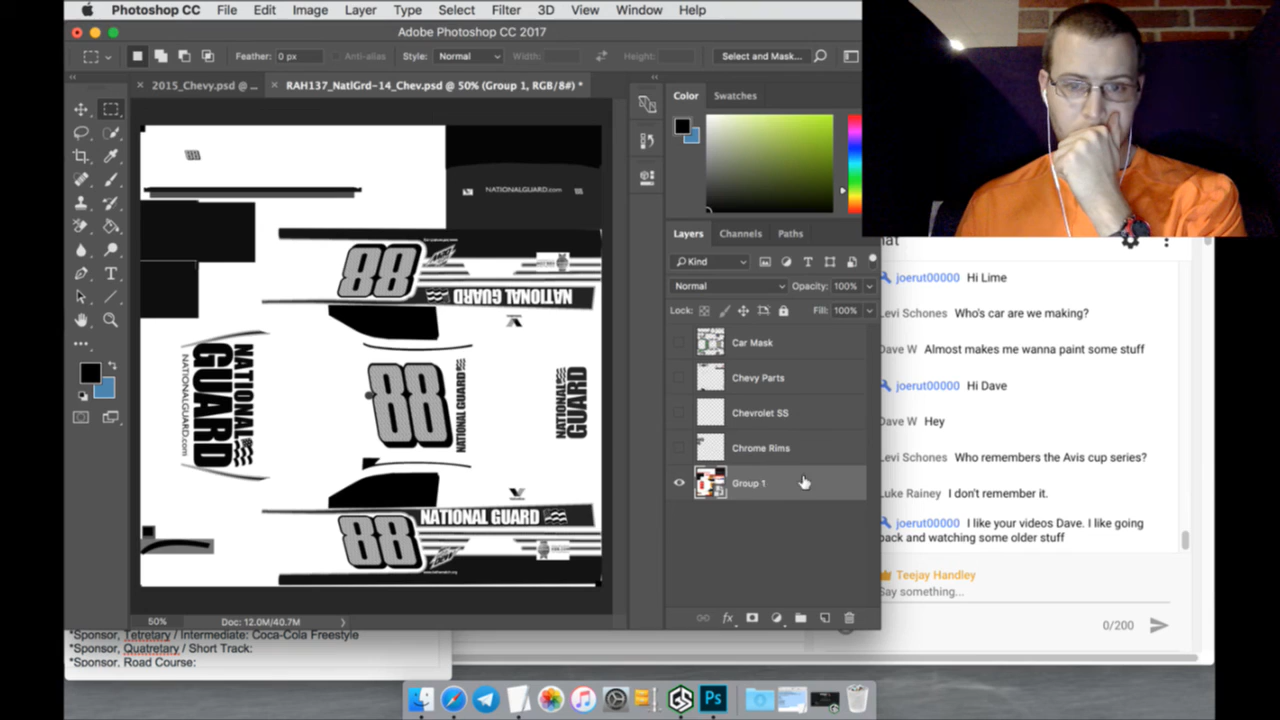 Photoshop CC File Edit Image Layer Type Select Filter 3D View Window Help
Adobe Photoshop CC 2017
Feather: 0 px Anti-alias Style: Normal Width: Height: Select and Mask...
2015_Chevy.psd @ ... RAH137_NatlGrd-14_Chev.psd @ 50% (Group 1, RGB/8#) *
Color Swatches
88
NATIONALGUARD.com
88
NATIONAL GUARD
NATIONAL
GUARD
NATIONALGUARD.com
88
NATIONAL GUARD
NATIONAL
GUARD
NATIONAL GUARD
88
50% Doc: 12.0M/40.7M
Layers Channels Paths
Kind
Normal Opacity: 100%
Lock: Fill: 100%
Car Mask
Chevy Parts
Chevrolet SS
Chrome Rims
Group 1
fx
joerut00000 Hi Lime
Levi Schones Who's car are we making?
Dave W Almost makes me wanna paint some stuff
joerut00000 Hi Dave
Dave W Hey
Levi Schones Who remembers the Avis cup series?
Luke Rainey I don't remember it.
joerut00000 I like your videos Dave. I like going
back and watching some older stuff
Teejay Handley
Say something...
0/200
*Sponsor, Tetretary / Intermediate: Coca-Cola Freestyle
*Sponsor, Quatretary / Short Track:
*Sponsor, Road Course:
Ps